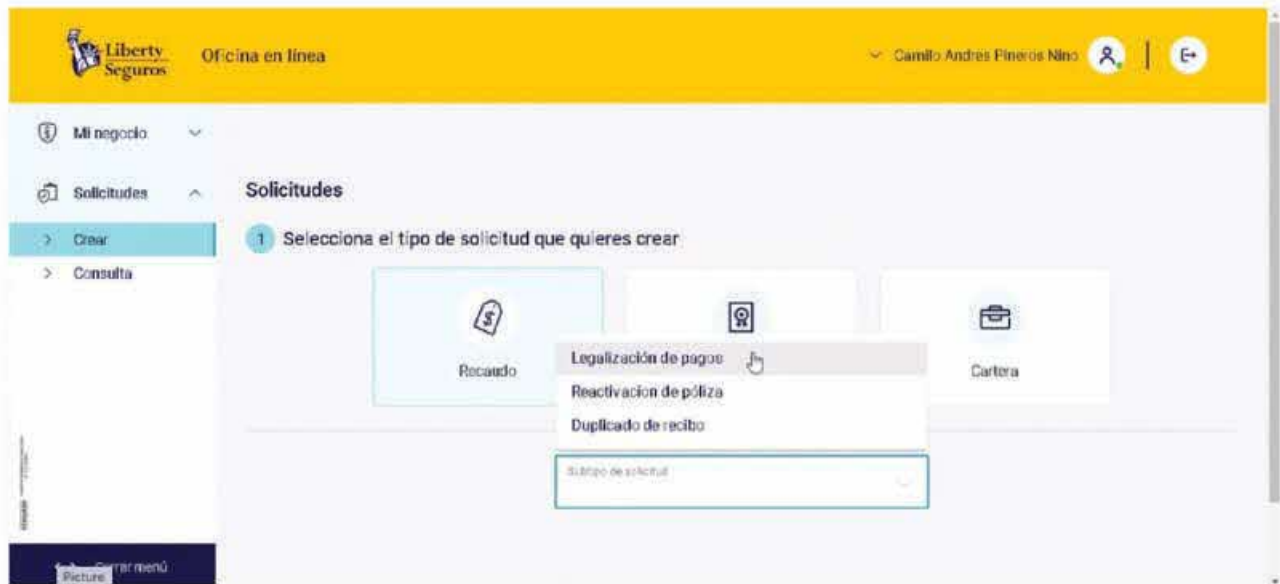 Liberty
Seguros
Oficina en línea
Camilo Andres Pineros Nino
Mi negocio
Solicitudes
Crear
Consulta
Solicitudes
1 Selecciona el tipo de solicitud que quieres crear
Recaudo
Cartera
Legalización de pagos
Reactivacion de póliza
Duplicado de recibo
Subtipo de solicitud
menú
Picture